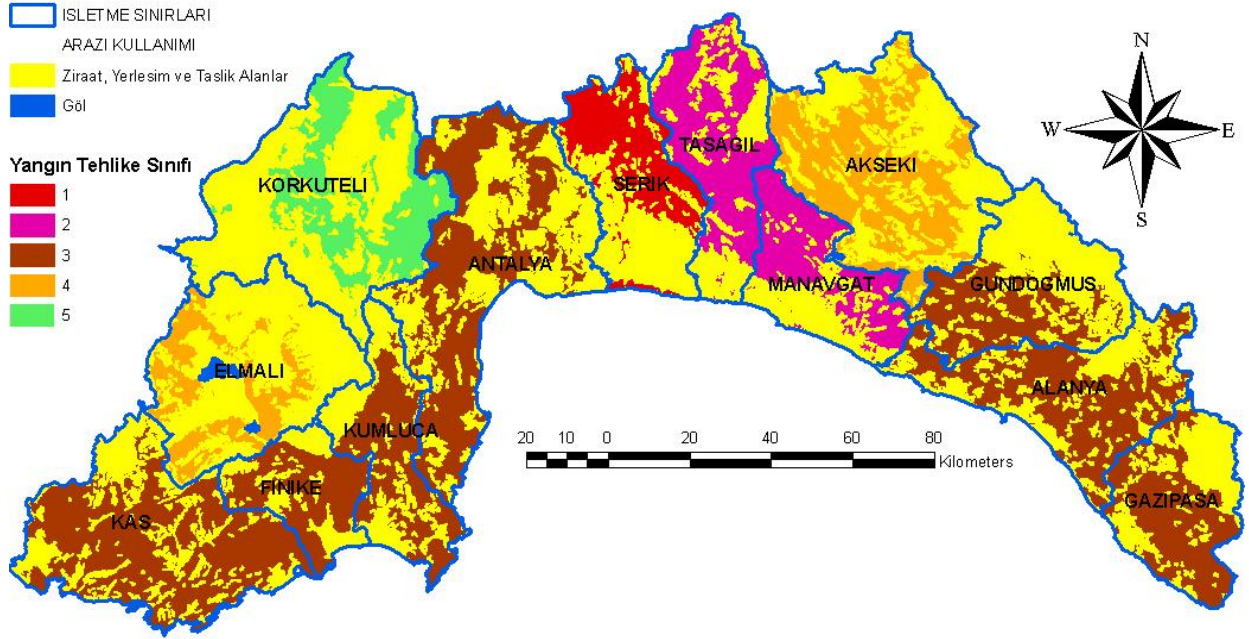 ISLETME SINIRLARI
ARAZI KULLANIMI
Ziraat, Yerlesim ve Taslik Alanlar
Göl
Yangın Tehlike Sınıfı
1
2
3
4
5
N
W
E
S
KORKUTELI
ANTALYA
SERIK
TASAGIL
AKSEKI
MANAVGAT
GUNDOGMUS
ELMALI
KUMLUCA
ALANYA
FINIKE
KAS
GAZIPASA
20 10 0 20 40 60 80
Kilometers